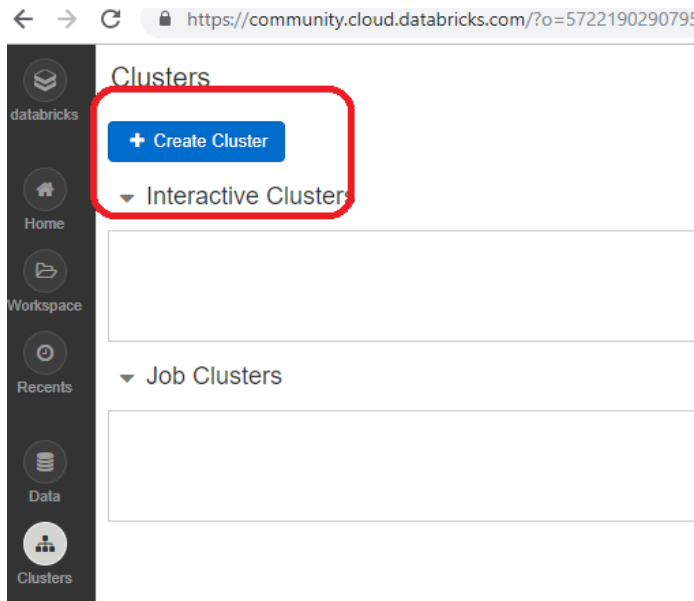 https://community.cloud.databricks.com/?o=5722190290795
databricks
Home
Workspace
Recents
Data
Clusters
Clusters
+ Create Cluster
Interactive Clusters
Job Clusters